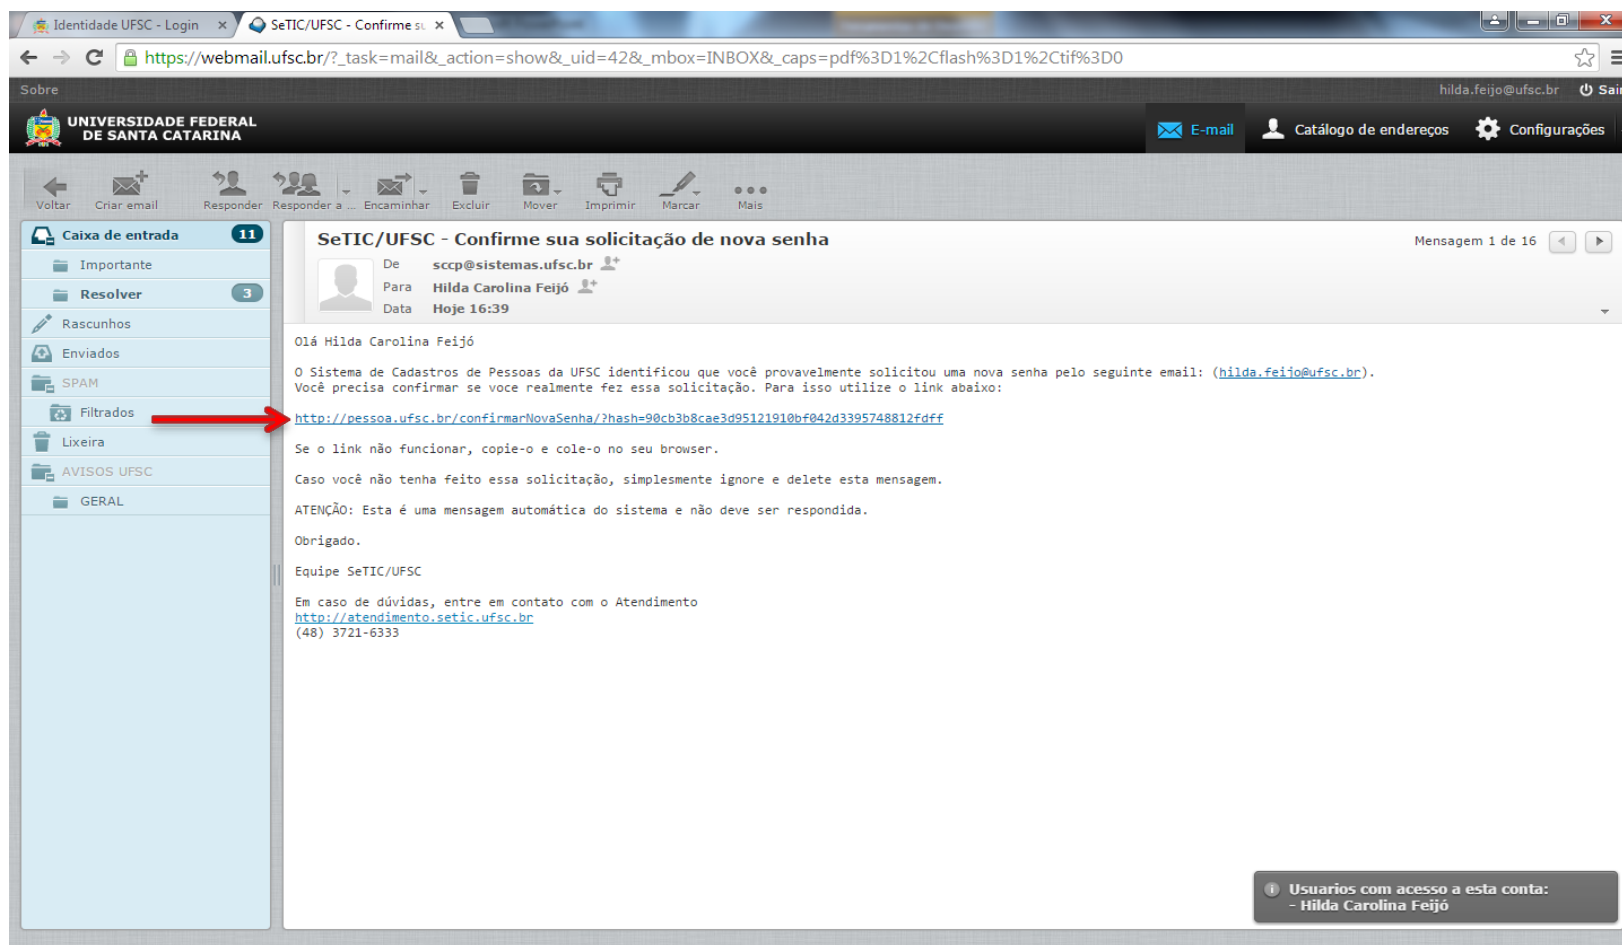 Identidade UFSC - Login
SeTIC/UFSC - Confirme su
https://webmail.ufsc.br/?_task=mail&_action=show&_uid=42&_mbox=INBOX&_caps=pdf%3D1%2Cflash%3D1%2Ctif%3D0
Sobre
hilda.feijo@ufsc.br Sair
UNIVERSIDADE FEDERAL
DE SANTA CATARINA
E-mail Catálogo de endereços Configurações
Voltar Criar email Responder Responder a ... Encaminhar Excluir Mover Imprimir Marcar Mais
Caixa de entrada 11
Importante
Resolver 3
Rascunhos
Enviados
SPAM
Filtrados
Lixeira
AVISOS UFSC
GERAL
SeTIC/UFSC - Confirme sua solicitação de nova senha
Mensagem 1 de 16
De sccp@sistemas.ufsc.br
Para Hilda Carolina Feijó
Data Hoje 16:39
Olá Hilda Carolina Feijó
O Sistema de Cadastros de Pessoas da UFSC identificou que você provavelmente solicitou uma nova senha pelo seguinte email: (hilda.feijo@ufsc.br).
Você precisa confirmar se voce realmente fez essa solicitação. Para isso utilize o link abaixo:
http://pessoa.ufsc.br/confirmarNovaSenha/?hash=90cb3b8cae3d95121910bf042d3395748812fdff
Se o link não funcionar, copie-o e cole-o no seu browser.
Caso você não tenha feito essa solicitação, simplesmente ignore e delete esta mensagem.
ATENÇÃO: Esta é uma mensagem automática do sistema e não deve ser respondida.
Obrigado.
Equipe SeTIC/UFSC
Em caso de dúvidas, entre em contato com o Atendimento
http://atendimento.setic.ufsc.br
(48) 3721-6333
Usuarios com acesso a esta conta:
- Hilda Carolina Feijó